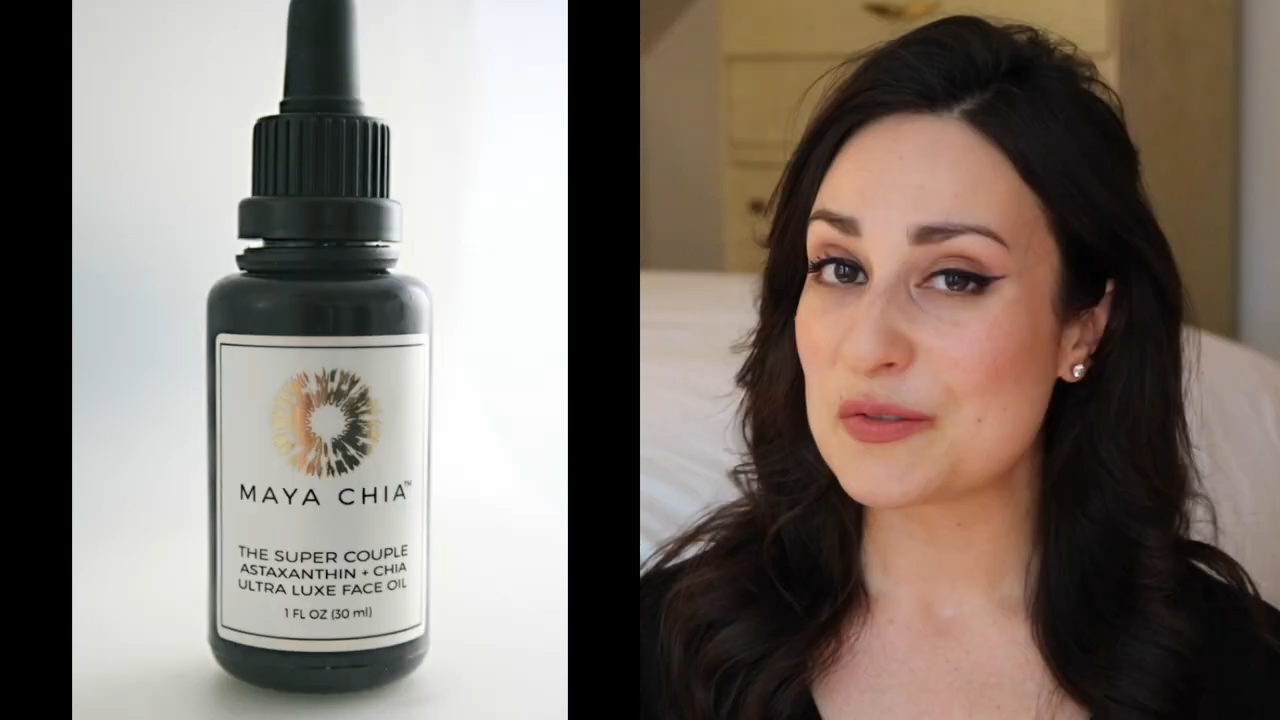 MAYA CHIA™
THE SUPER COUPLE
ASTAXANTHIN + CHIA
ULTRA LUXE FACE OIL
1 FL OZ (30 ml)